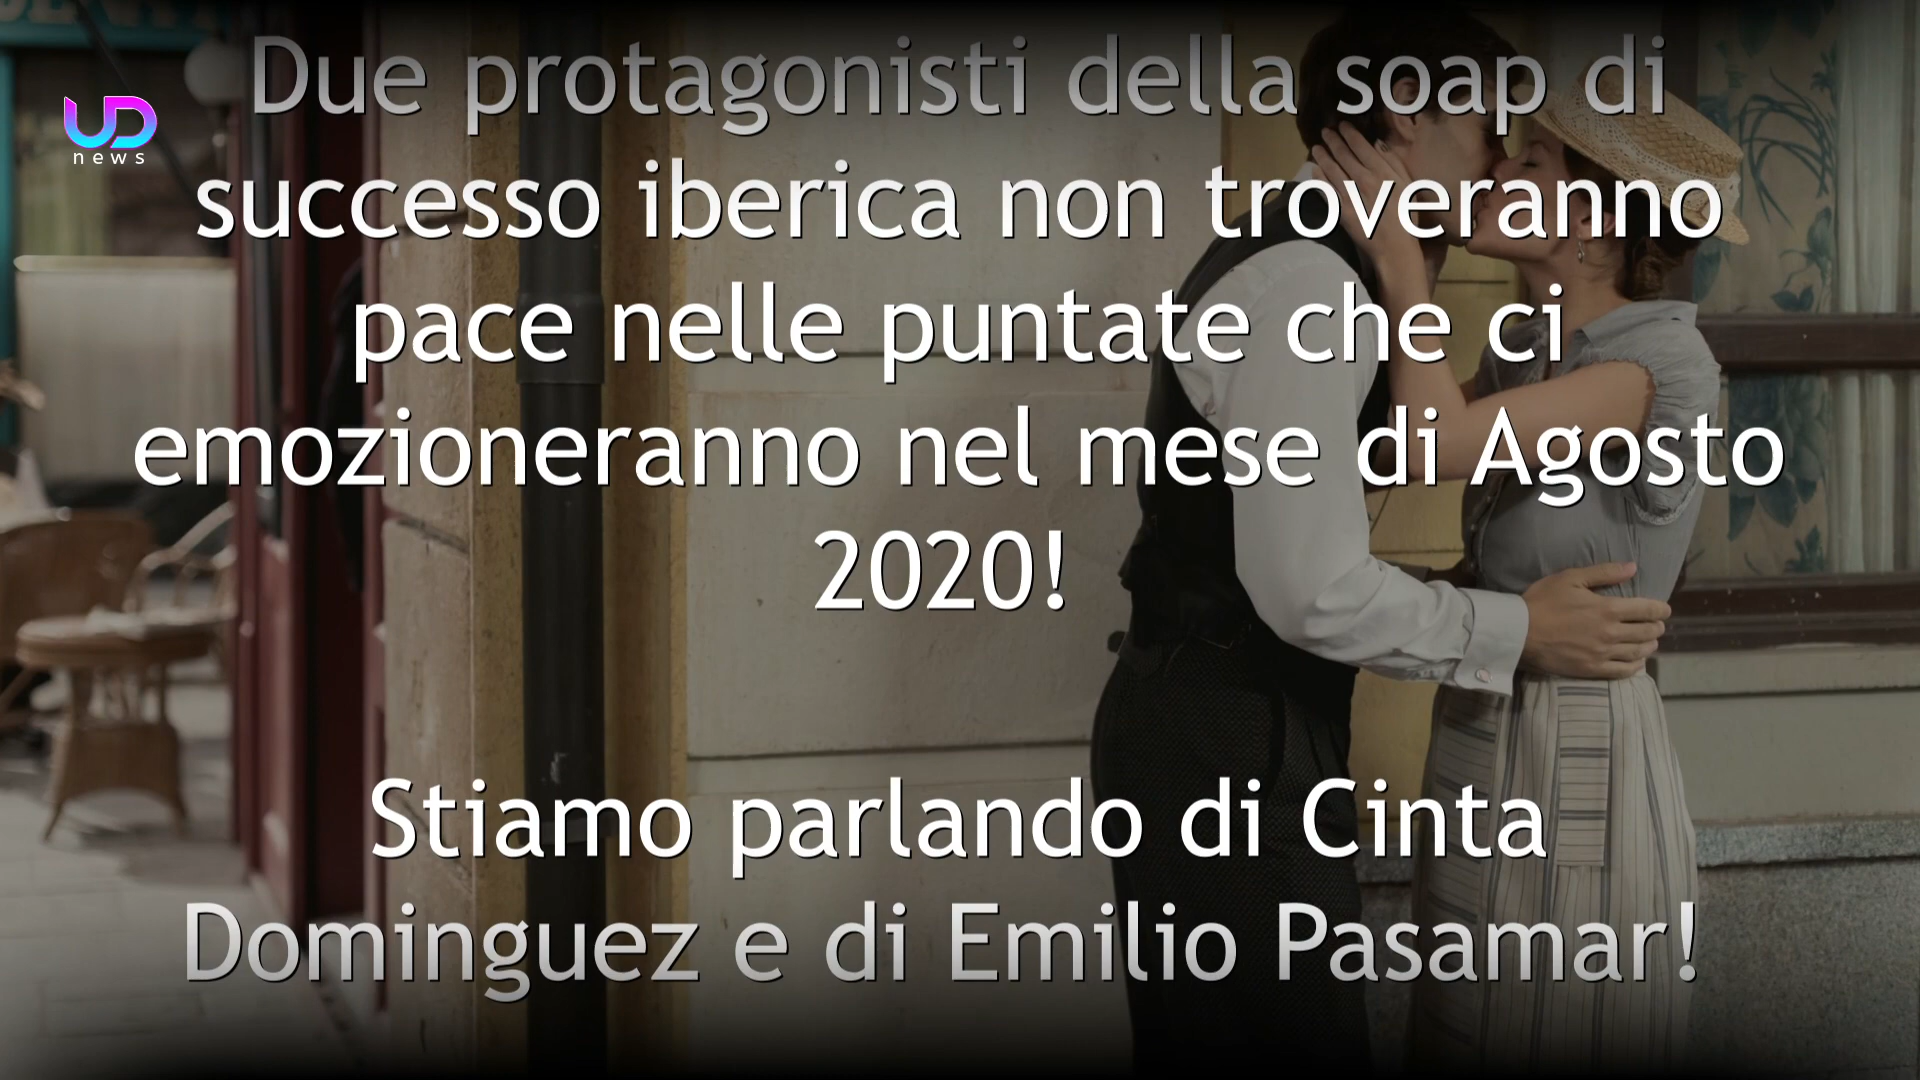 UD
news
Due protagonisti della soap di
successo iberica non troveranno
pace nelle puntate che ci
emozioneranno nel mese di Agosto
2020!
Stiamo parlando di Cinta
Dominguez e di Emilio Pasamar!